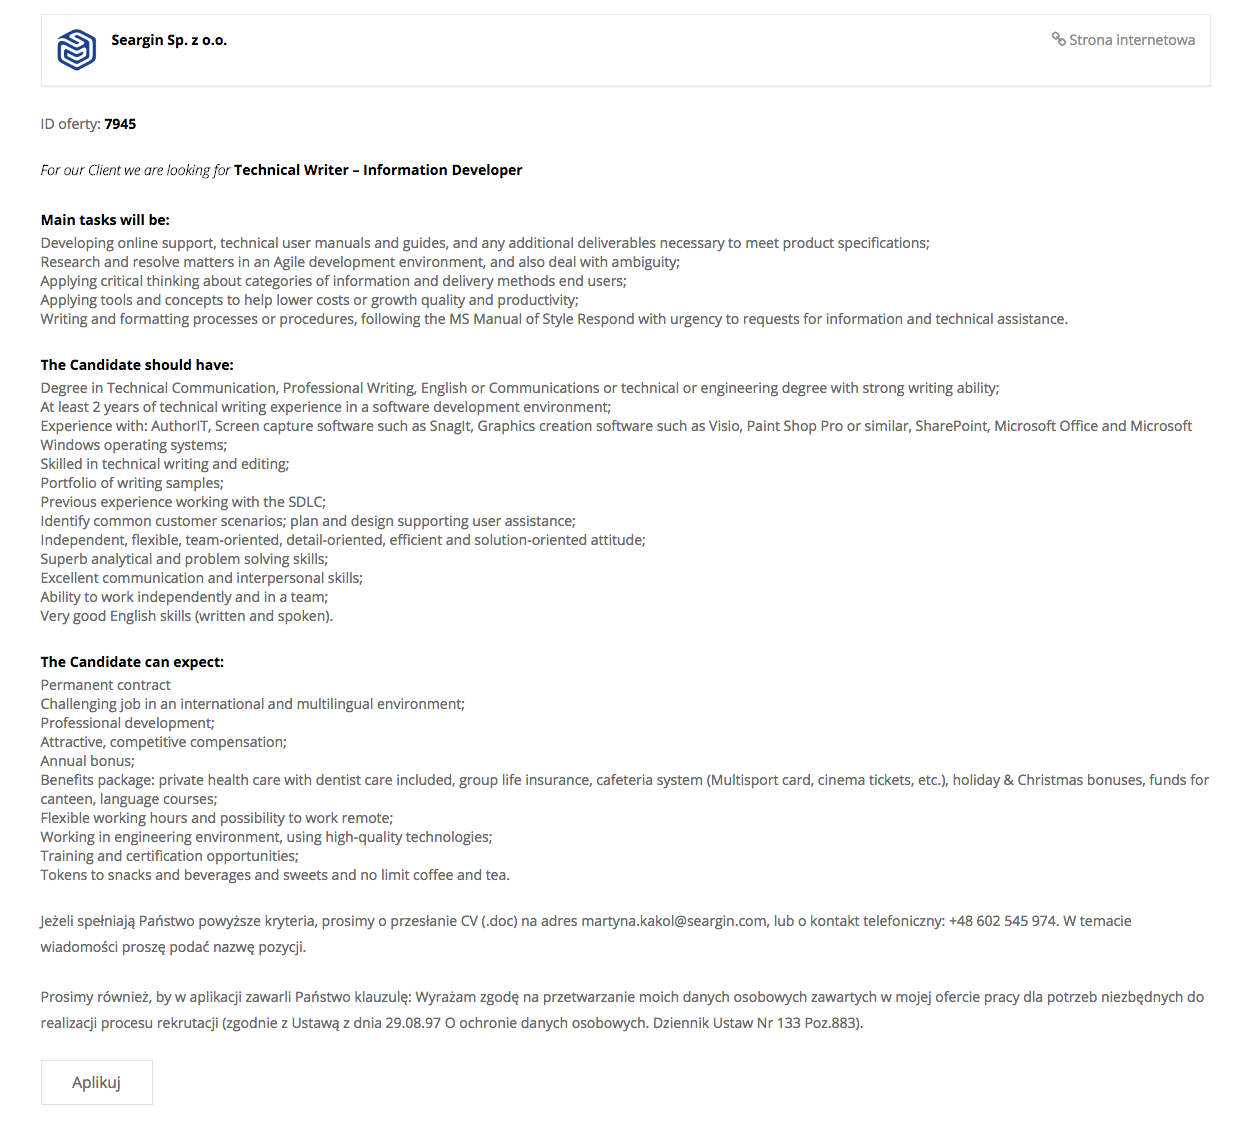 Seargin Sp. z o.o.
Strona internetowa
ID oferty: 7945
For our Client we are looking for Technical Writer – Information Developer
Main tasks will be:
Developing online support, technical user manuals and guides, and any additional deliverables necessary to meet product specifications;
Research and resolve matters in an Agile development environment, and also deal with ambiguity;
Applying critical thinking about categories of information and delivery methods end users;
Applying tools and concepts to help lower costs or growth quality and productivity;
Writing and formatting processes or procedures, following the MS Manual of Style Respond with urgency to requests for information and technical assistance.
The Candidate should have:
Degree in Technical Communication, Professional Writing, English or Communications or technical or engineering degree with strong writing ability;
At least 2 years of technical writing experience in a software development environment;
Experience with: AuthorIT, Screen capture software such as SnagIt, Graphics creation software such as Visio, Paint Shop Pro or similar, SharePoint, Microsoft Office and Microsoft
Windows operating systems;
Skilled in technical writing and editing;
Portfolio of writing samples;
Previous experience working with the SDLC;
Identify common customer scenarios; plan and design supporting user assistance;
Independent, flexible, team-oriented, detail-oriented, efficient and solution-oriented attitude;
Superb analytical and problem solving skills;
Excellent communication and interpersonal skills;
Ability to work independently and in a team;
Very good English skills (written and spoken).
The Candidate can expect:
Permanent contract
Challenging job in an international and multilingual environment;
Professional development;
Attractive, competitive compensation;
Annual bonus;
Benefits package: private health care with dentist care included, group life insurance, cafeteria system (Multisport card, cinema tickets, etc.), holiday & Christmas bonuses, funds for
canteen, language courses;
Flexible working hours and possibility to work remote;
Working in engineering environment, using high-quality technologies;
Training and certification opportunities;
Tokens to snacks and beverages and sweets and no limit coffee and tea.
Jeżeli spełniają Państwo powyższe kryteria, prosimy o przesłanie CV (.doc) na adres martyna.kakol@seargin.com, lub o kontakt telefoniczny: +48 602 545 974. W temacie
wiadomości proszę podać nazwę pozycji.
Prosimy również, by w aplikacji zawarli Państwo klauzulę: Wyrażam zgodę na przetwarzanie moich danych osobowych zawartych w mojej ofercie pracy dla potrzeb niezbędnych do
realizacji procesu rekrutacji (zgodnie z Ustawą z dnia 29.08.97 O ochronie danych osobowych. Dziennik Ustaw Nr 133 Poz.883).
Aplikuj